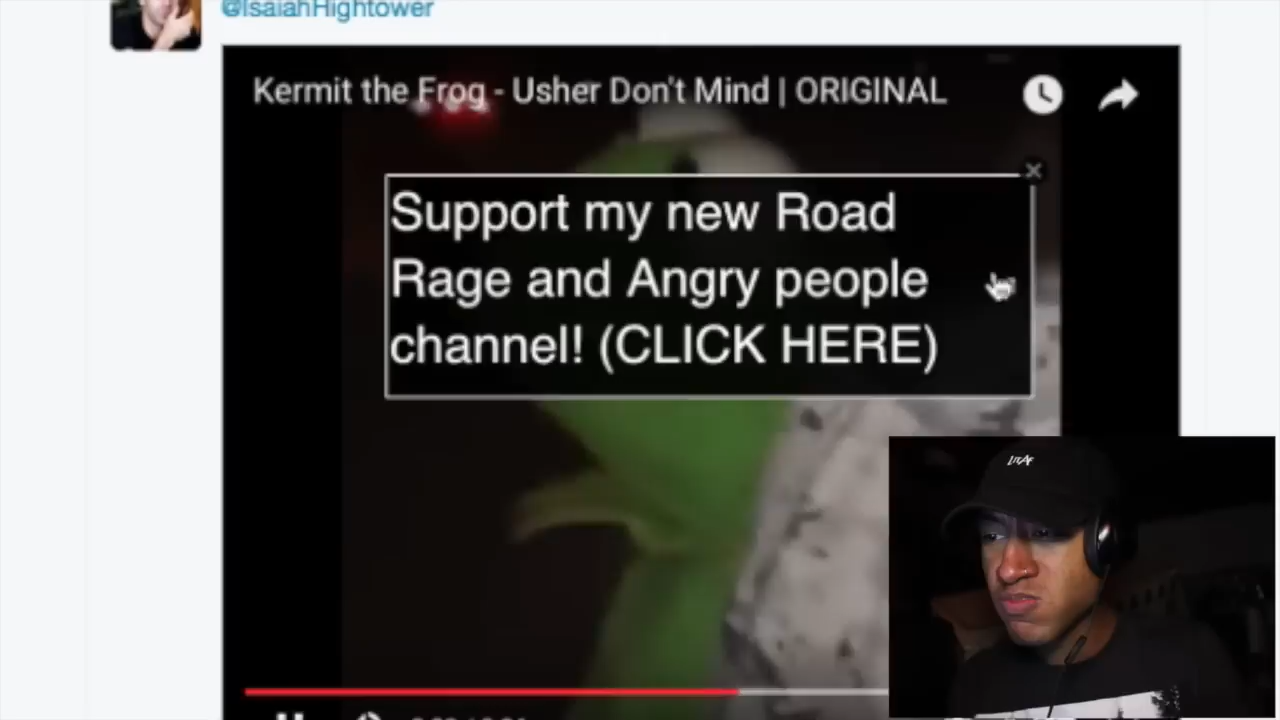 @IsaiahHightower
Kermit the Frog - Usher Don't Mind | ORIGINAL
Support my new Road
Rage and Angry people
channel! (CLICK HERE)